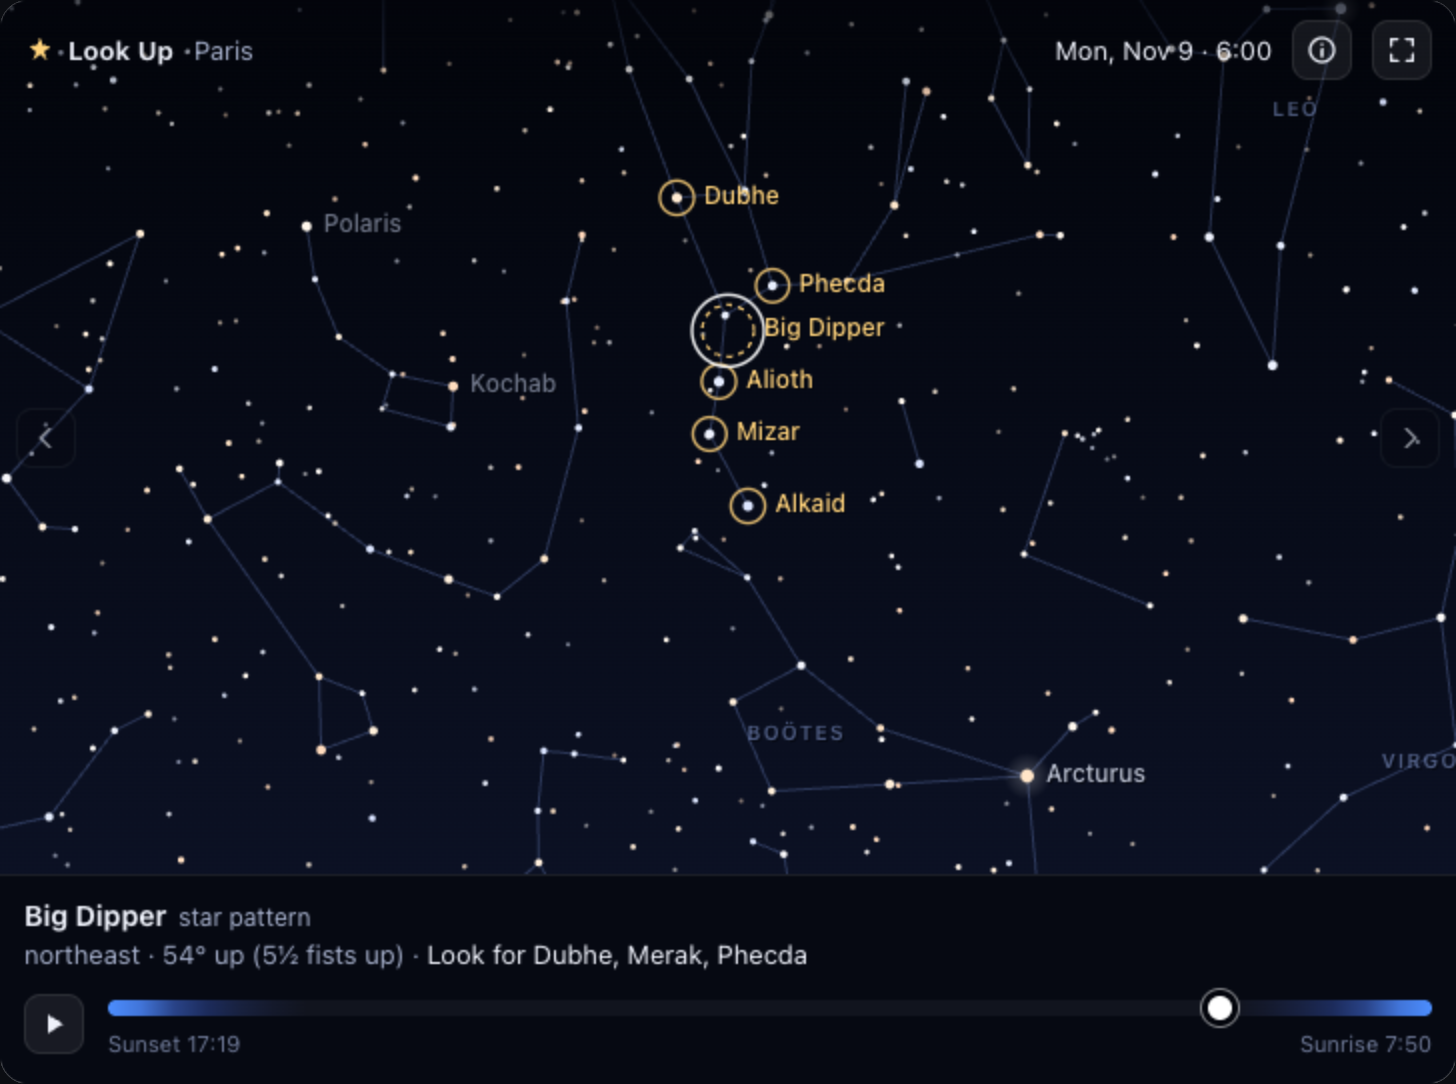 Look Up · Paris
Mon, Nov 9 · 6:00
LEO
Dubhe
Polaris
Phecda
Big Dipper
Alioth
Kochab
Mizar
Alkaid
BOÖTES
VIRGO
Arcturus
Big Dipper star pattern
northeast · 54° up (5½ fists up) · Look for Dubhe, Merak, Phecda
Sunset 17:19
Sunrise 7:50